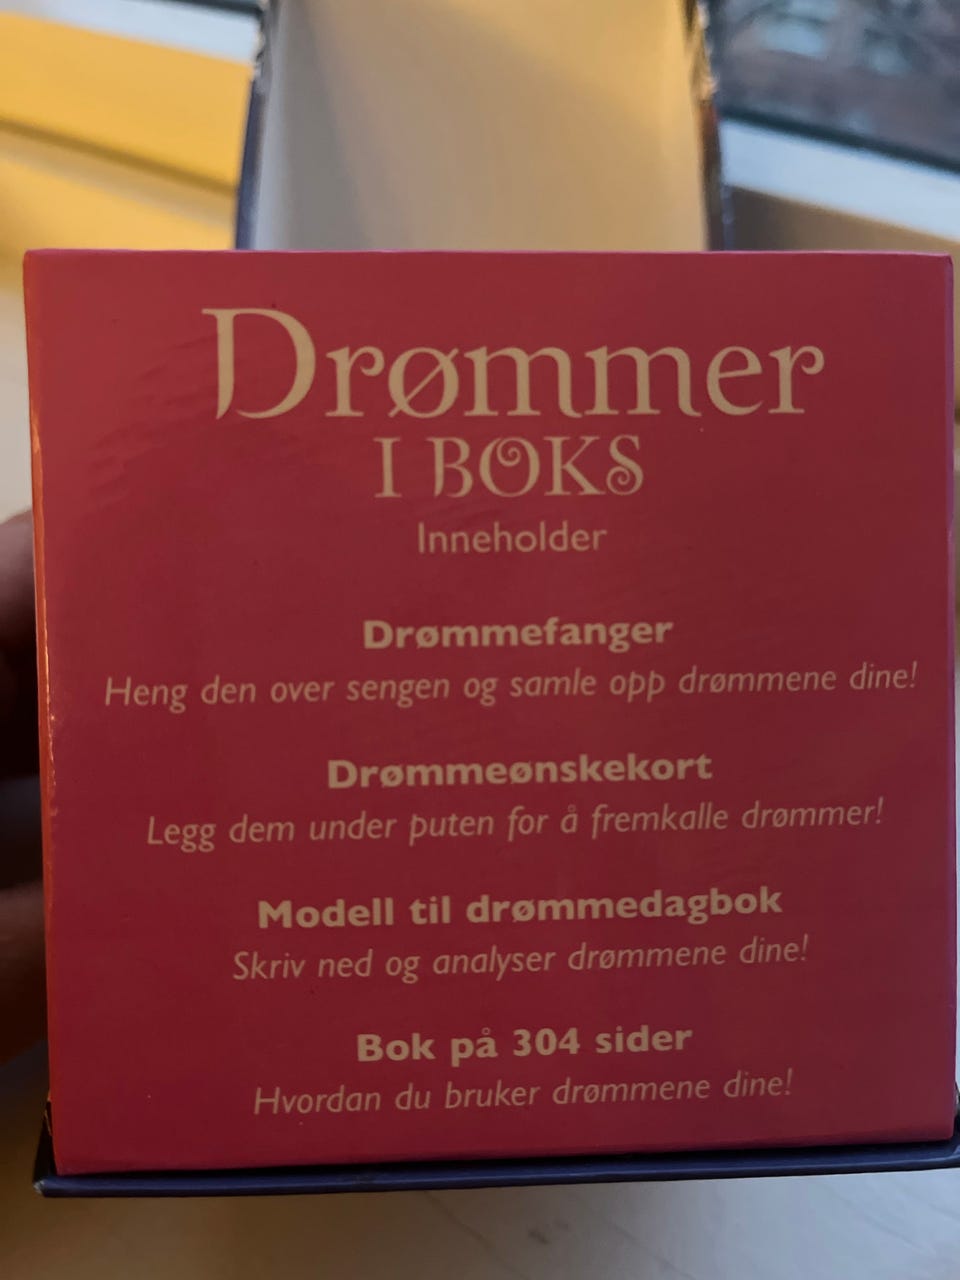 Drømmer
I BOKS
Inneholder
Drømmefanger
Heng den over sengen og samle opp drømmene dine!
Drømmeønskekort
Legg dem under puten for å fremkalle drømmer!
Modell til drømmedagbok
Skriv ned og analyser drømmene dine!
Bok på 304 sider
Hvordan du bruker drømmene dine!